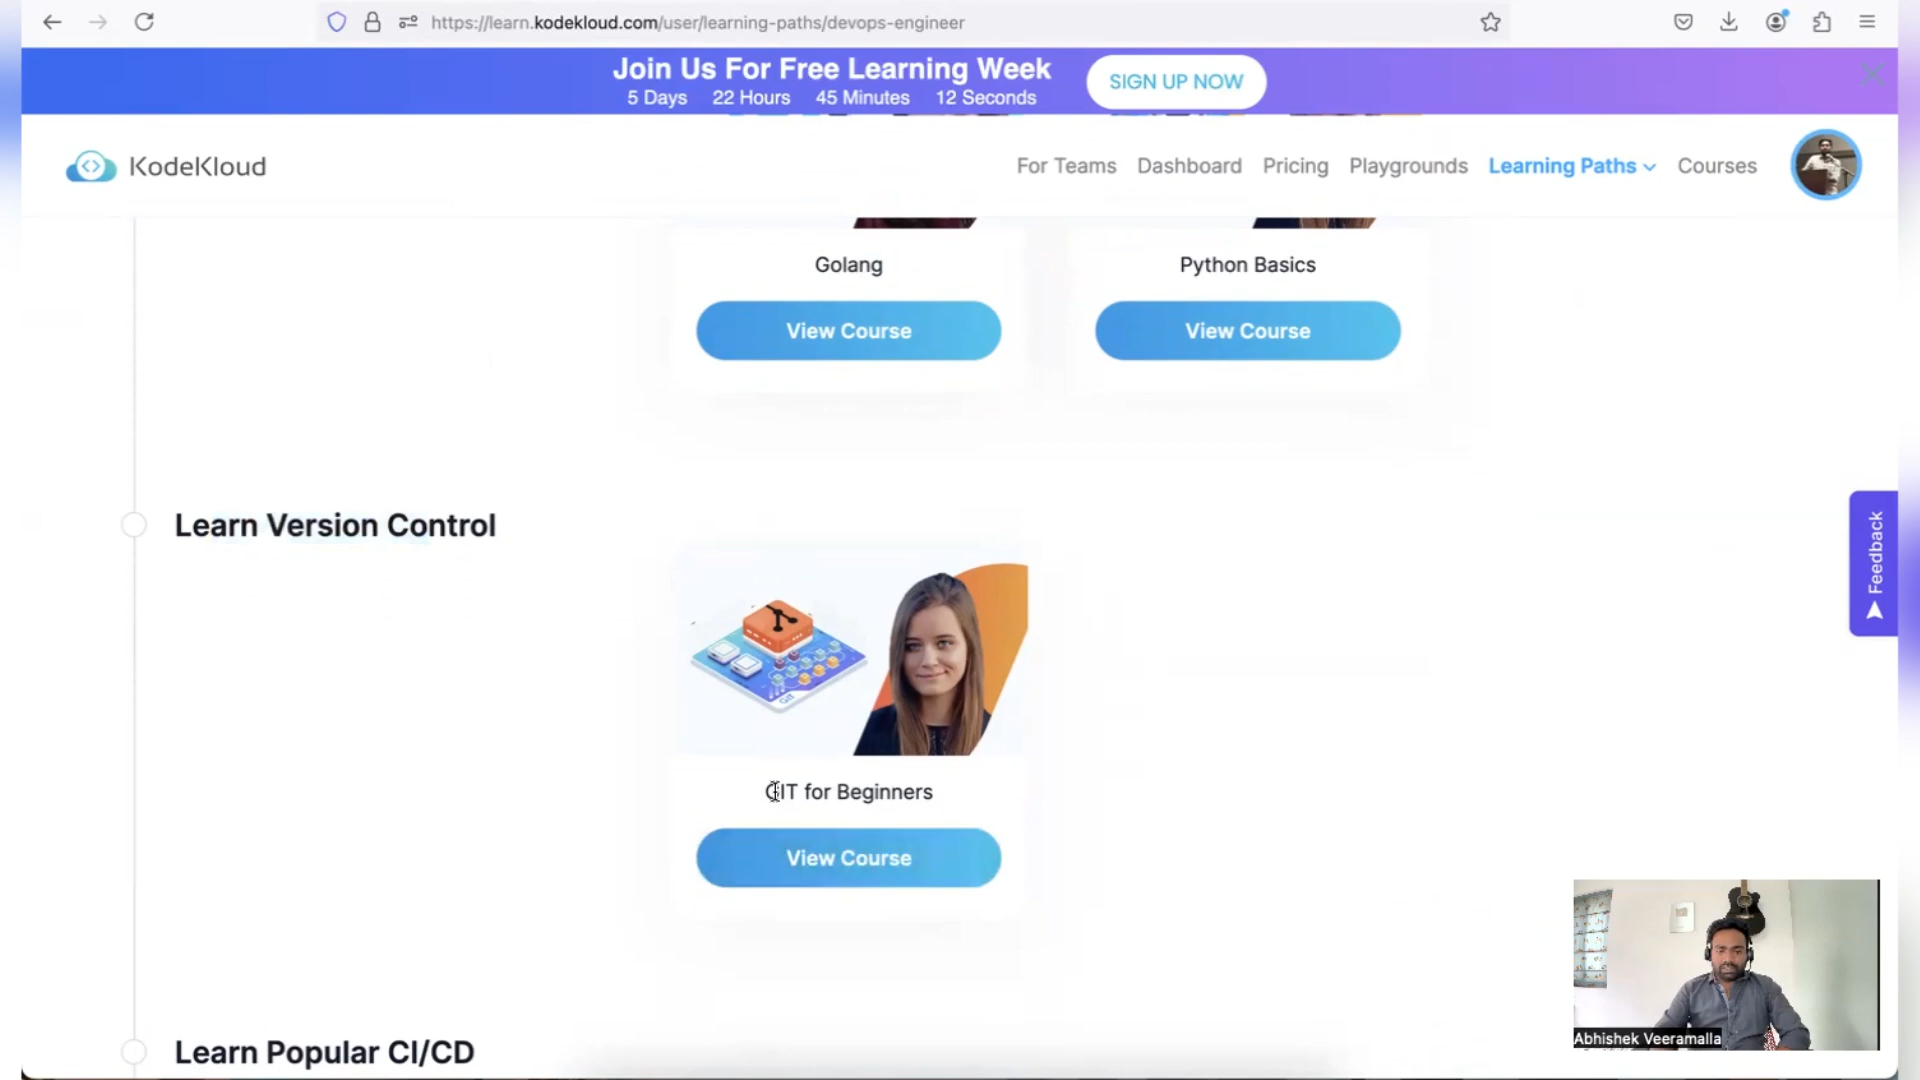 https://learn.kodekloud.com/user/learning-paths/devops-engineer
Join Us For Free Learning Week
5 Days 22 Hours 45 Minutes 12 Seconds
SIGN UP NOW
KodeKloud
For Teams Dashboard Pricing Playgrounds Learning Paths Courses
Golang
Python Basics
View Course
View Course
Learn Version Control
GIT
GIT for Beginners
View Course
Feedback
Learn Popular CI/CD
Abhishek Veeramalla